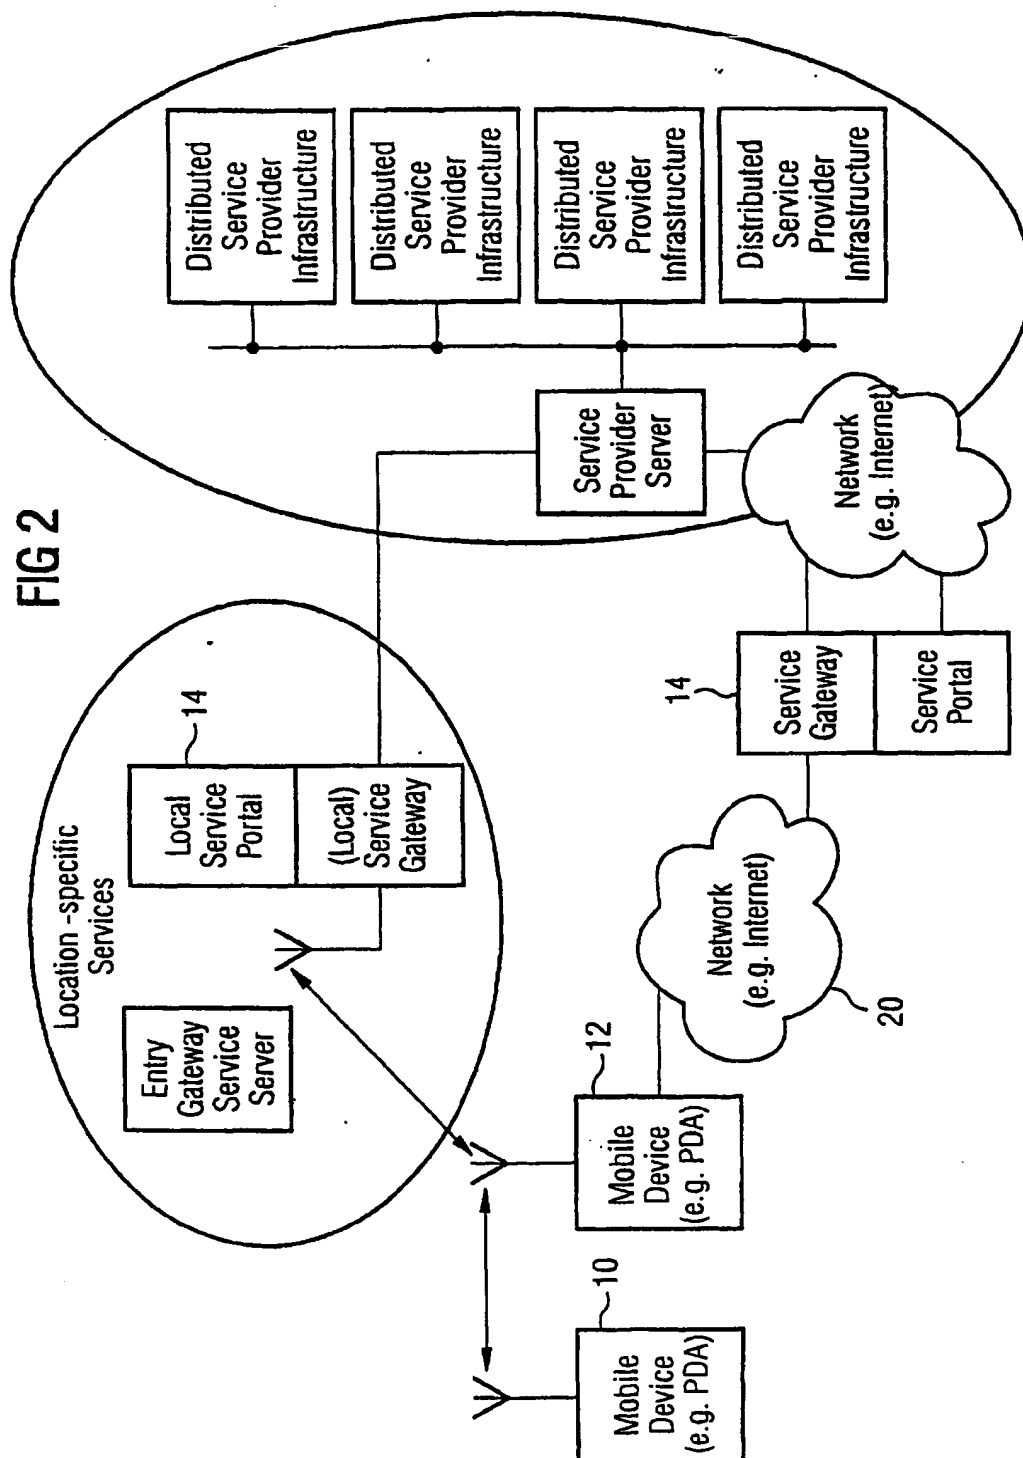 FIG 2
Location-specific
Services
Entry
Gateway
Service
Server
Local
Service
Portal
14
(Local)
Service
Gateway
Distributed
Service
Provider
Infrastructure
Distributed
Service
Provider
Infrastructure
Distributed
Service
Provider
Infrastructure
Distributed
Service
Provider
Infrastructure
Service
Provider
Server
Network
(e.g. Internet)
14
Service
Gateway
Service
Portal
Network
(e.g. Internet)
20
12
Mobile
Device
(e.g. PDA)
10
Mobile
Device
(e.g. PDA)